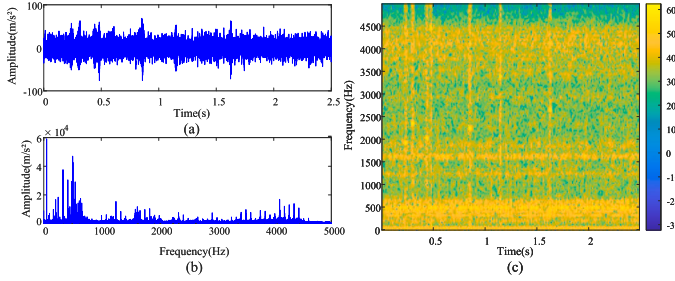 100
0
-100
Amplitude(m/s²)
0 0.5 1 1.5 2 2.5
Time(s)
(a)
× 10⁴
6
4
2
0
Amplitude(m/s²)
0 1000 2000 3000 4000 5000
Frequency(Hz)
(b)
5000
4500
4000
3500
3000
2500
2000
1500
1000
500
0
Frequency(Hz)
0.5 1 1.5 2
Time(s)
(c)
60
50
40
30
20
10
0
-1
-2
-3